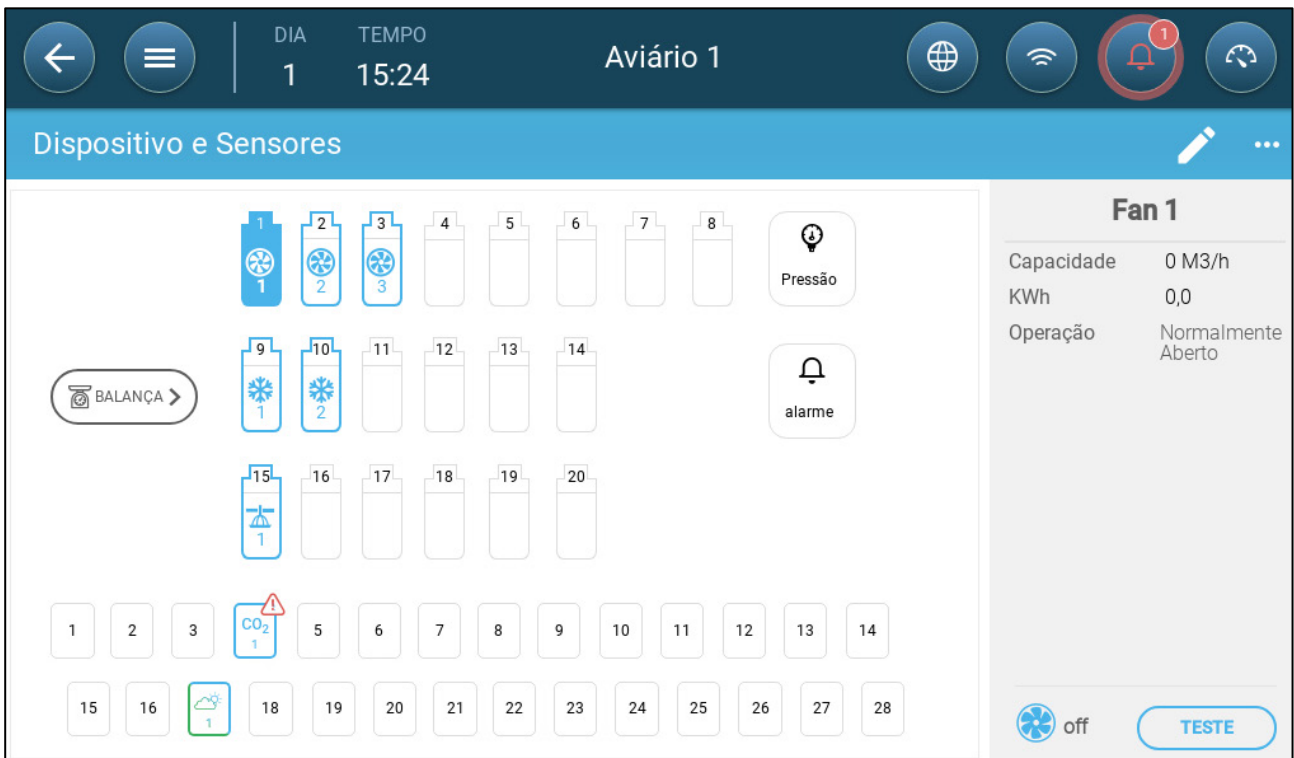 DIA TEMPO
1 15:24 Aviário 1 1
Dispositivo e Sensores
1 2 3 4 5 6 7 8
1 2 3
Pressão
9 10 11 12 13 14
1 2
BALANÇA
alarme
15 16 17 18 19 20
1
1 2 3 CO₂ 5 6 7 8 9 10 11 12 13 14
1
15 16 18 19 20 21 22 23 24 25 26 27 28
1
Fan 1
Capacidade 0 M3/h
KWh 0,0
Operação Normalmente
Aberto
off TESTE